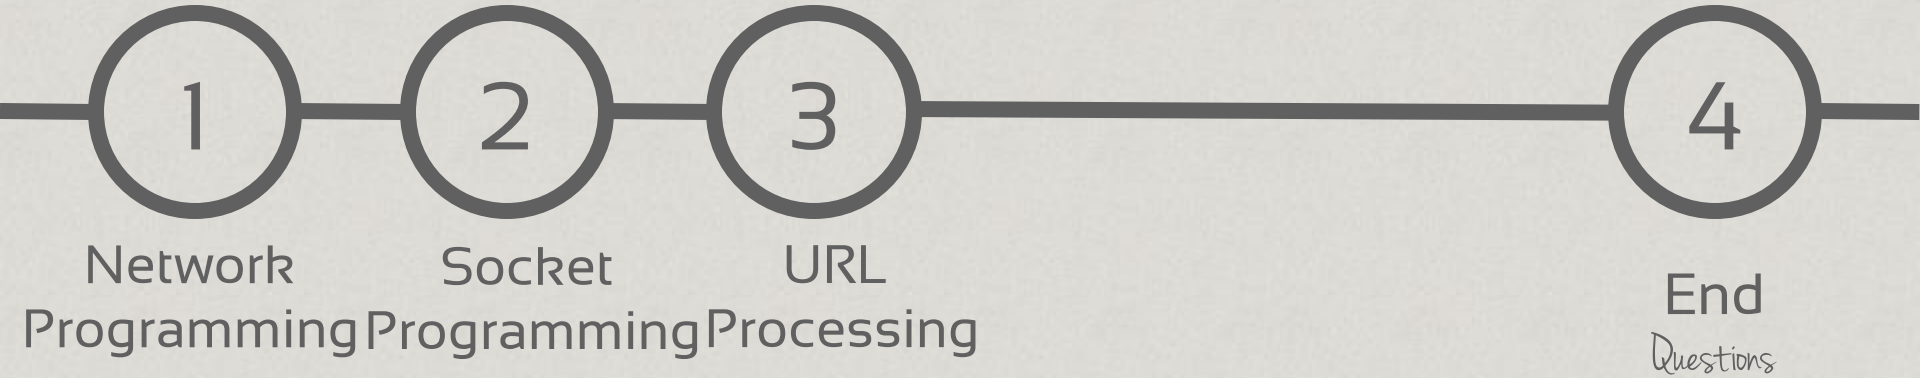 1 2 3 4
Network
Programming
Socket
Programming
URL
Processing
End
Questions